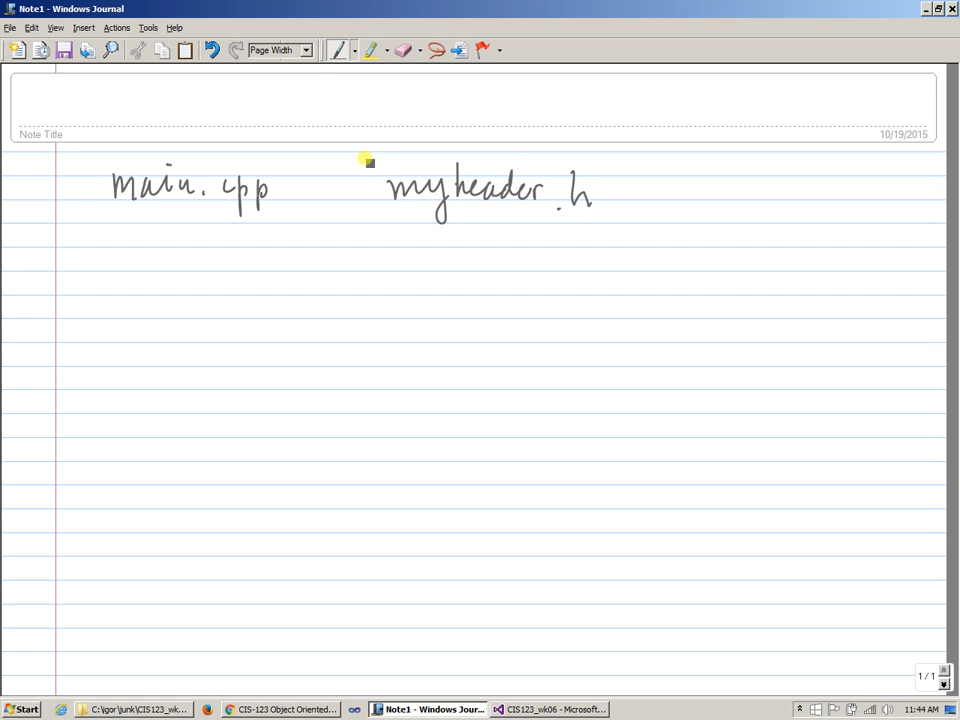 Note1 - Windows Journal
File Edit View Insert Actions Tools Help
Page Width
Note Title 10/19/2015
main.cpp myheader.h
1 / 1
Start C:\igor\junk\CIS123_wk... CIS-123 Object Oriented... Note1 - Windows Jour... CIS123_wk06 - Microsoft... 11:44 AM